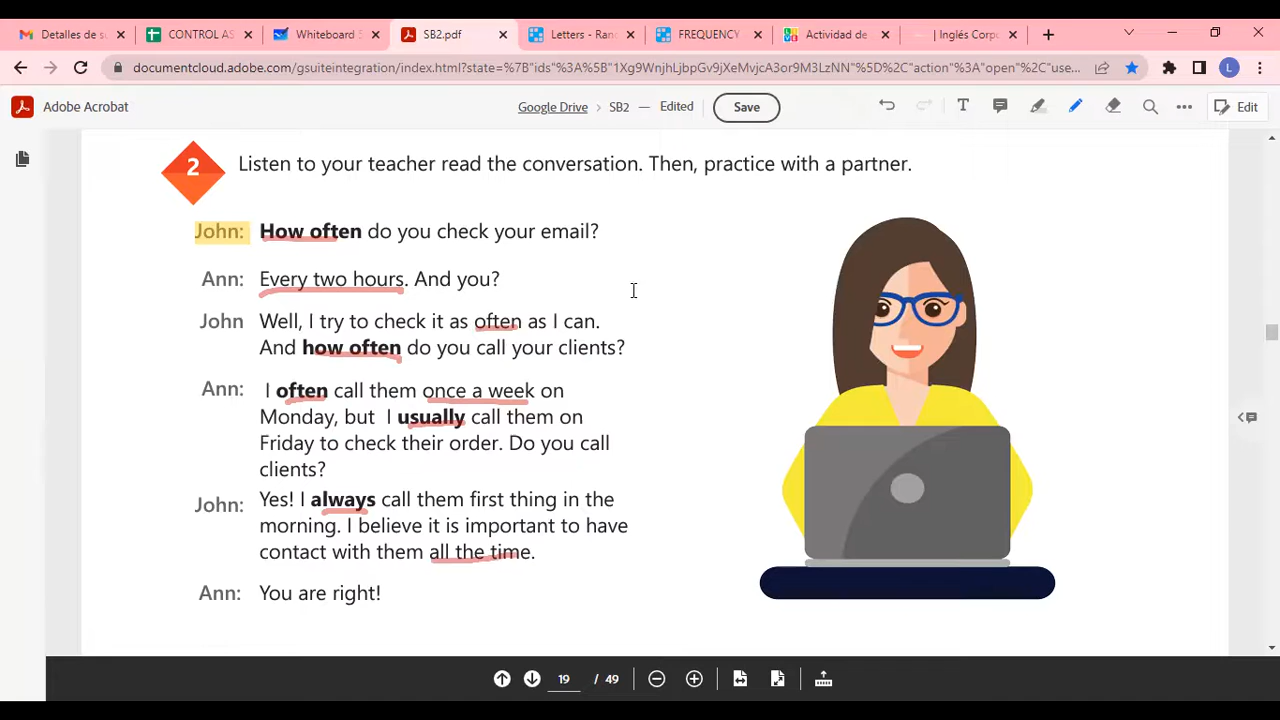 Detalles de su
CONTROL AS
Whiteboard S
SB2.pdf
Letters - Ran
FREQUENCY
Actividad de
| Inglés Corpo
documentcloud.adobe.com/gsuiteintegration/index.html?state=%7B"ids"%3A%5B"1Xg9WnjhLjbpGv9jXeMvjcA3or9M3LzNN"%5D%2C"action"%3A"open"%2C"use...
L
Adobe Acrobat
Google Drive > SB2 — Edited
Save
Edit
2
Listen to your teacher read the conversation. Then, practice with a partner.
John: How often do you check your email?
Ann: Every two hours. And you?
John Well, I try to check it as often as I can.
And how often do you call your clients?
Ann: I often call them once a week on
Monday, but I usually call them on
Friday to check their order. Do you call
clients?
John: Yes! I always call them first thing in the
morning. I believe it is important to have
contact with them all the time.
Ann: You are right!
19 / 49